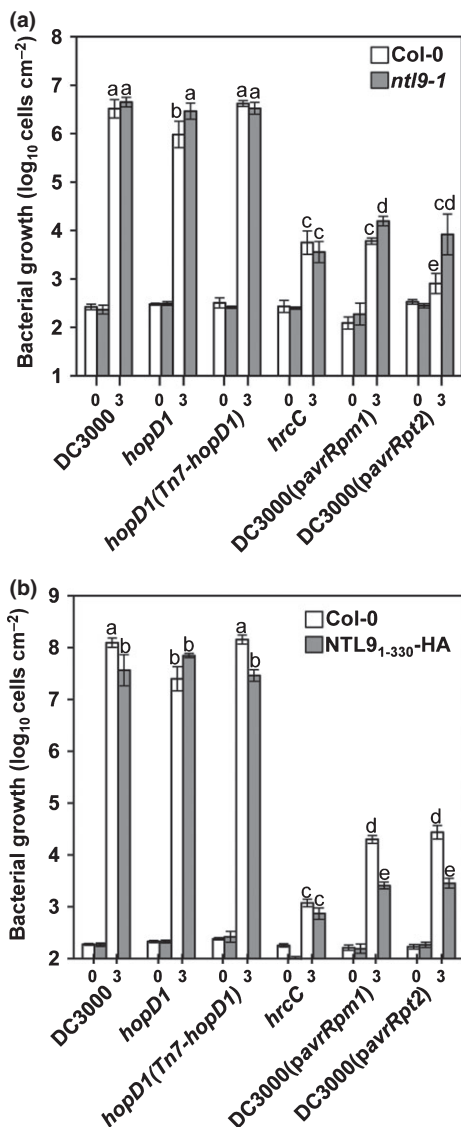 (a)
8
7
6
5
4
3
2
1
Bacterial growth (log₁₀ cells cm⁻²)
Col-0
ntl9-1
a a
b a
a a
c c
c d
e cd
0 3 0 3 0 3 0 3 0 3 0 3
DC3000
hopD1
hopD1(Tn7-hopD1)
hrcC
DC3000(pavrRpm1)
DC3000(pavrRpt2)
(b)
9
8
7
6
5
4
3
2
Bacterial growth (log₁₀ cells cm⁻²)
Col-0
NTL9₁₋₃₃₀-HA
a b
b b
a b
c c
d e
d e
0 3 0 3 0 3 0 3 0 3 0 3
DC3000
hopD1
hopD1(Tn7-hopD1)
hrcC
DC3000(pavrRpm1)
DC3000(pavrRpt2)